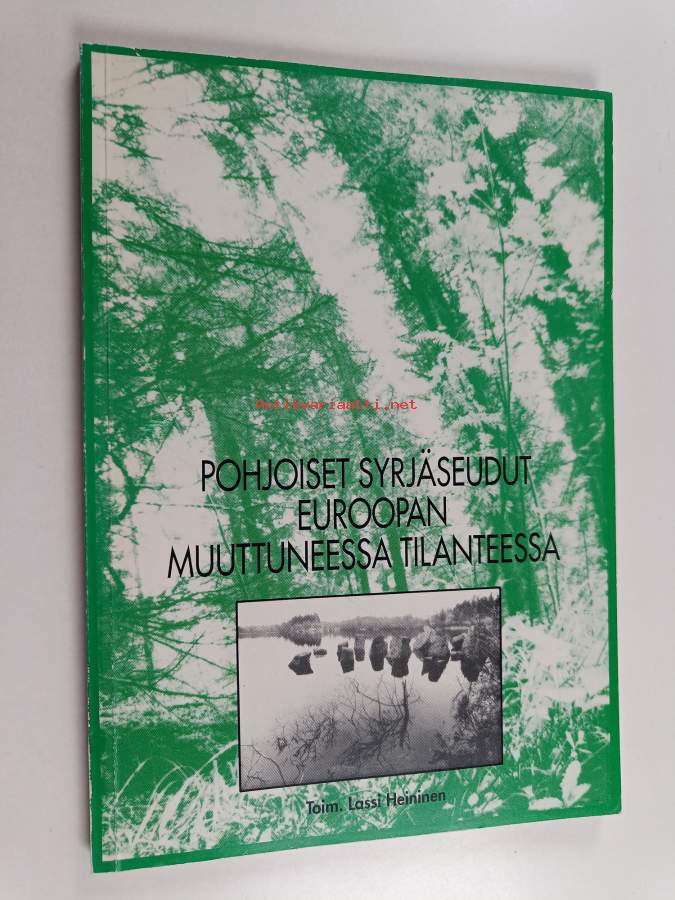 Antikvariaatti.net
POHJOISET SYRJÄSEUDUT
EUROOPAN
MUUTTUNEESSA TILANTEESSA
Toim. Lassi Heininen